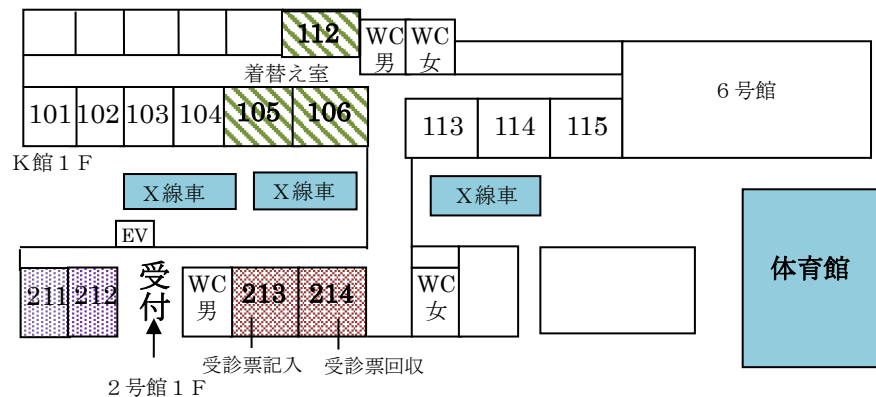 112
WC
男
WC
女
着替え室
6号館
101
102
103
104
105
106
113
114
115
K館1F
X線車
X線車
X線車
EV
体育館
211
212
受付
WC
男
213
214
WC
女
受診票記入
受診票回収
2号館1F